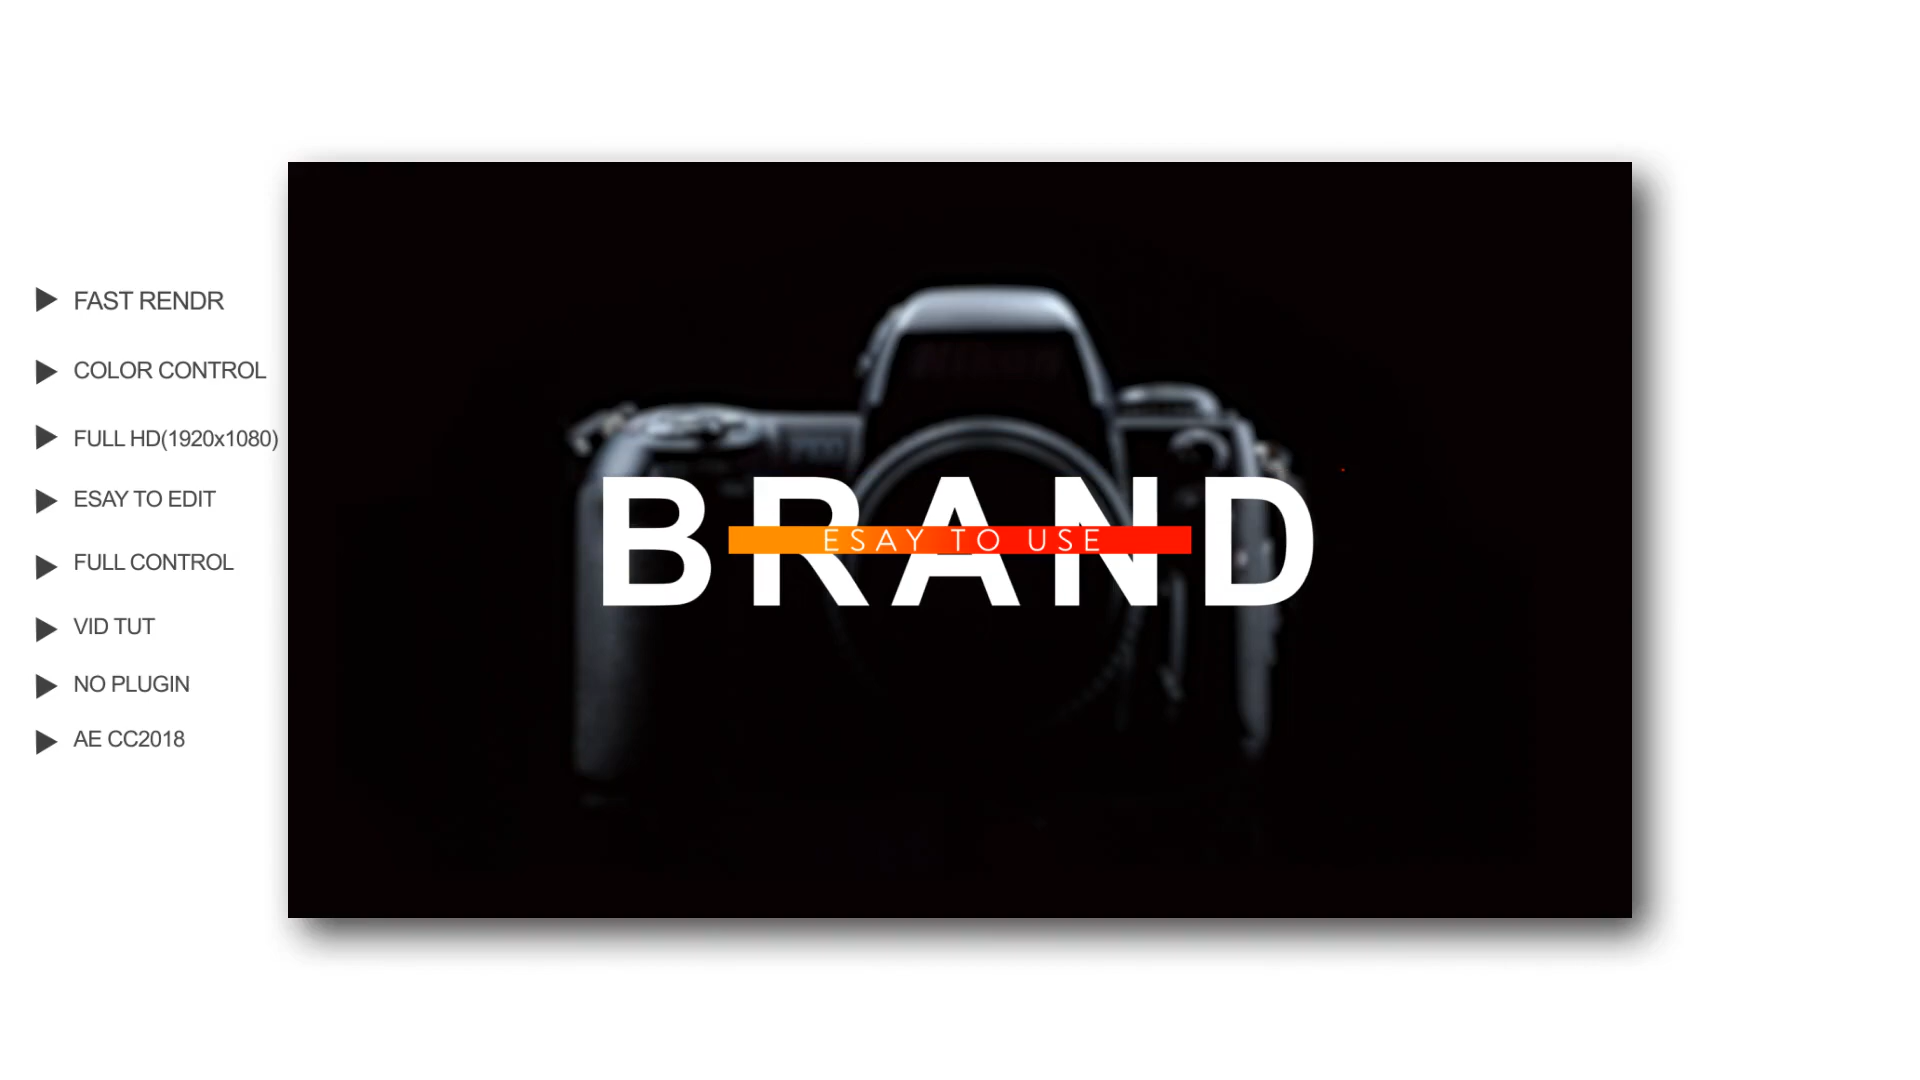 FAST RENDR
COLOR CONTROL
FULL HD(1920x1080)
ESAY TO EDIT
FULL CONTROL
VID TUT
NO PLUGIN
AE CC2018
Nikon
BRAND
ESAY TO USE